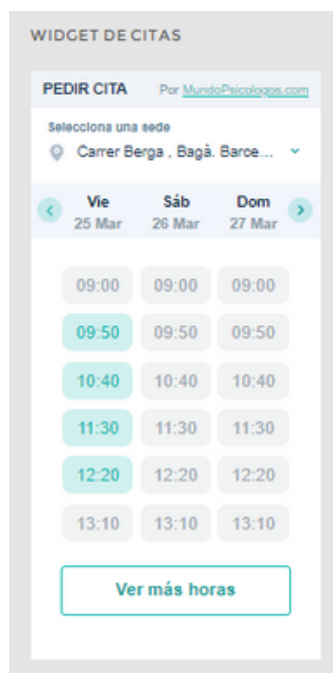 WIDGET DE CITAS
PEDIR CITA Por MundoPsicologos.com
Selecciona una sede
Carrer Berga , Bagà. Barce...
Vie Sáb Dom
25 Mar 26 Mar 27 Mar
09:00 09:00 09:00
09:50 09:50 09:50
10:40 10:40 10:40
11:30 11:30 11:30
12:20 12:20 12:20
13:10 13:10 13:10
Ver más horas